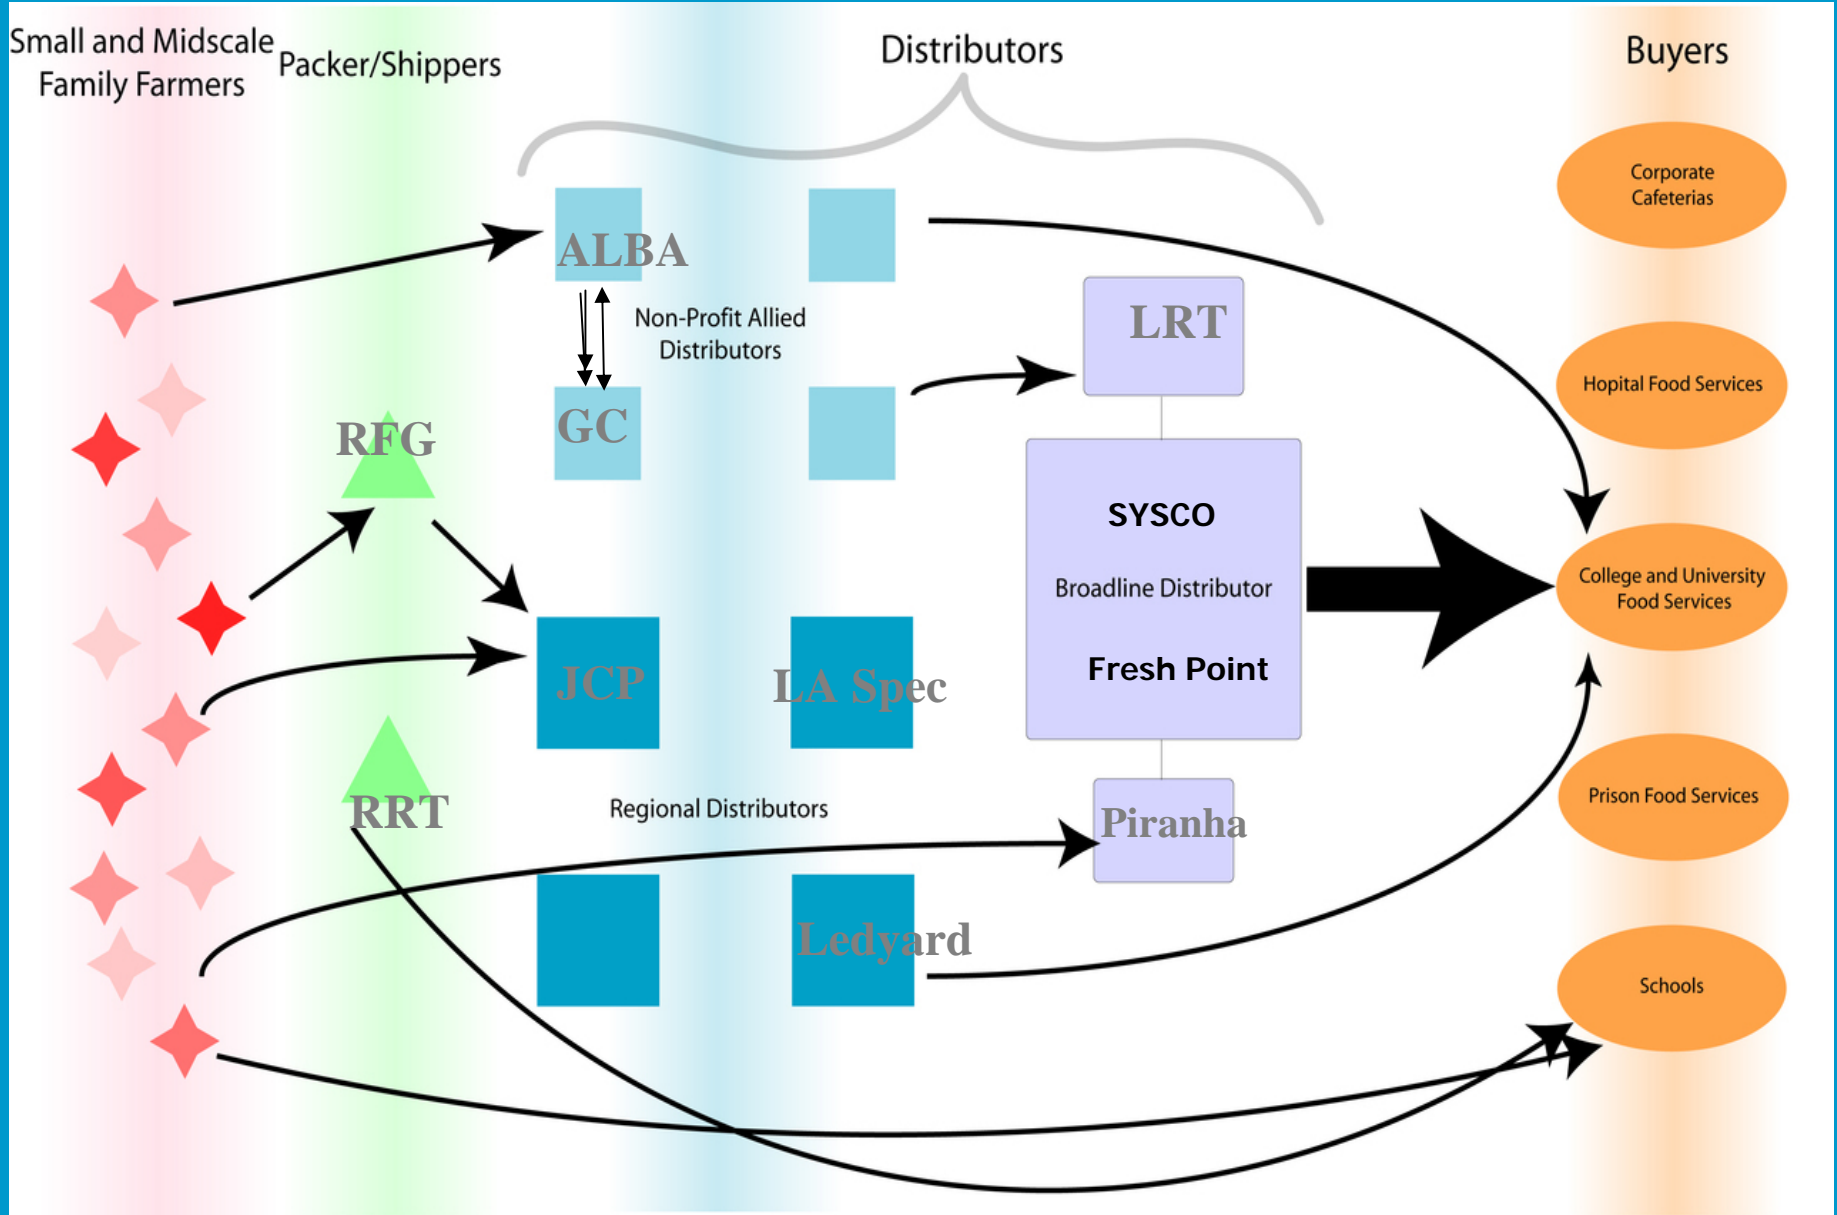 Small and Midscale
Family Farmers
Packer/Shippers
Distributors
Buyers
ALBA
Non-Profit Allied
Distributors
GC
RFG
JCP
LA Spec
RRT
Regional Distributors
Ledyard
LRT
SYSCO
Broadline Distributor
Fresh Point
Piranha
Corporate
Cafeterias
Hopital Food Services
College and University
Food Services
Prison Food Services
Schools